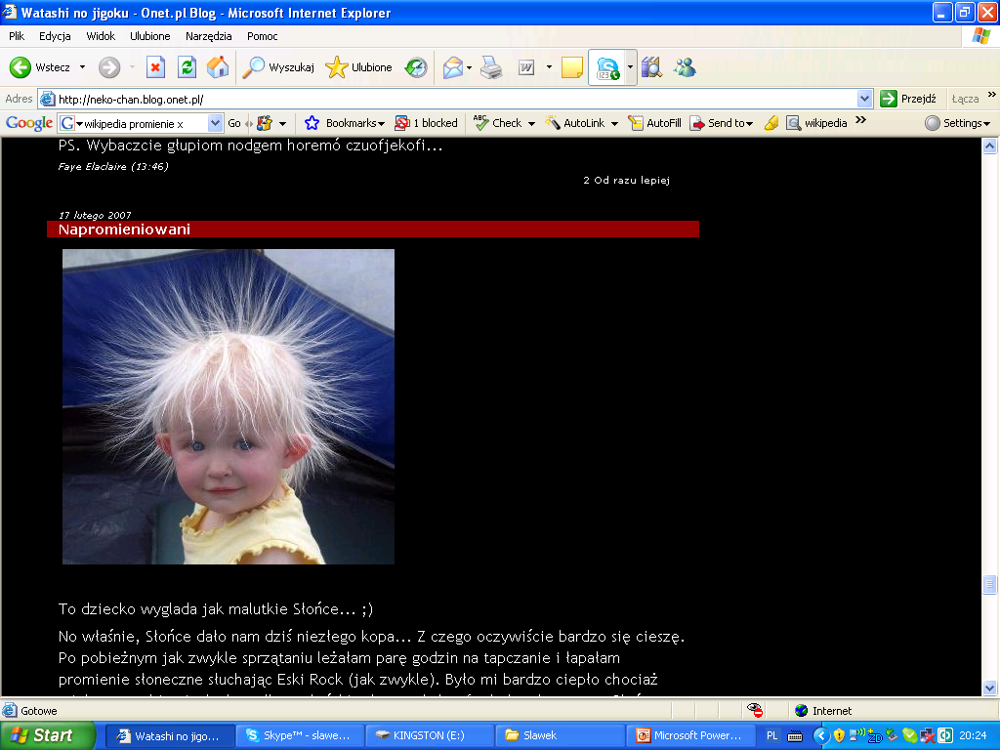 Watashi no jigoku - Onet.pl Blog - Microsoft Internet Explorer
Plik Edycja Widok Ulubione Narzędzia Pomoc
Wstecz Wyszukaj Ulubione
Adres http://neko-chan.blog.onet.pl/ Przejdź Łącza »
Google G wikipedia promienie x Go Bookmarks 1 blocked ABC Check AutoLink AutoFill Send to wikipedia » Settings
PS. Wybaczcie głupiom nodgem horemó czuofjekofi...
Faye Elaclaire (13:46)
2 Od razu lepiej
17 lutego 2007
Napromieniowani
To dziecko wyglada jak malutkie Słońce... ;)
No właśnie, Słońce dało nam dziś niezłego kopa... Z czego oczywiście bardzo się cieszę.
Po pobieżnym jak zwykle sprzątaniu leżałam parę godzin na tapczanie i łapałam
promienie słoneczne słuchając Eski Rock (jak zwykle). Było mi bardzo ciepło chociaż
Gotowe Internet
Start Watashi no jigo... Skype™ - slawe... KINGSTON (E:) Slawek Microsoft Power... PL 20:24